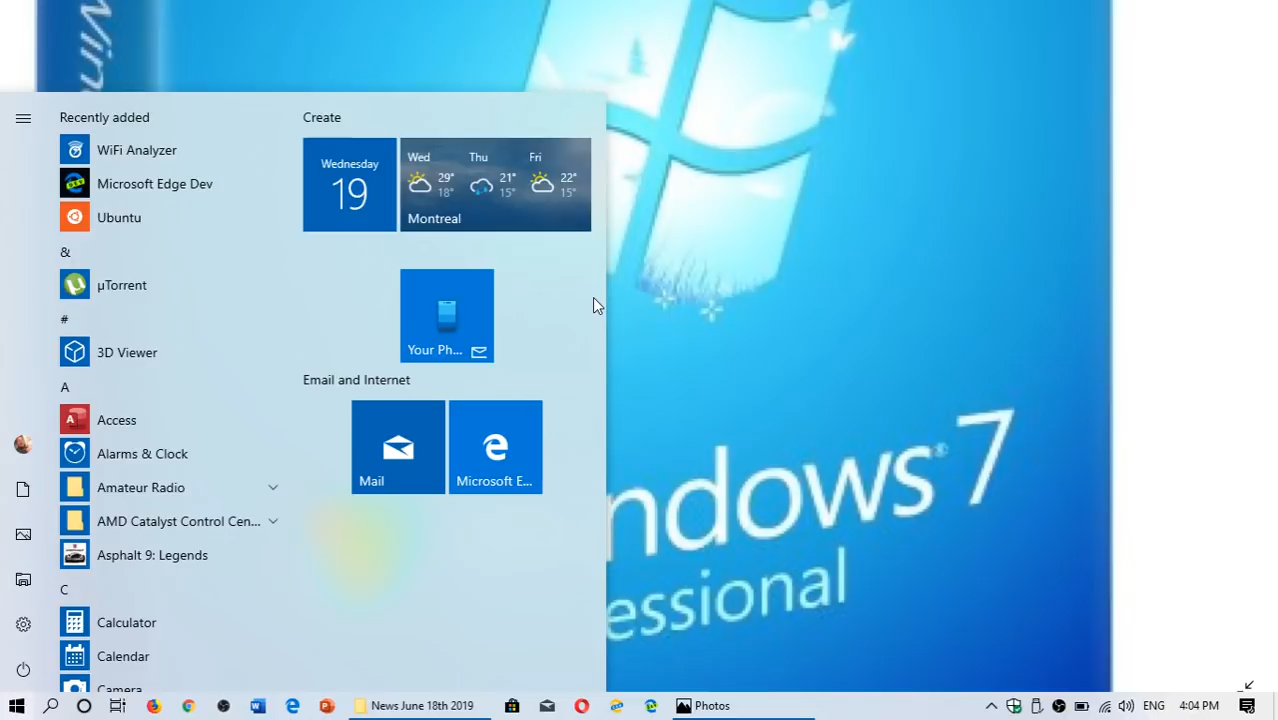 Win
Recently added
WiFi Analyzer
Microsoft Edge Dev
Ubuntu
&
µTorrent
#
3D Viewer
A
Access
Alarms & Clock
Amateur Radio
AMD Catalyst Control Cen...
Asphalt 9: Legends
C
Calculator
Calendar
Camera
Create
Wednesday
19
Wed Thu Fri
29° 21° 22°
18° 15° 15°
Montreal
Your Ph...
Email and Internet
Mail
Microsoft E...
ndows® 7
essional
News June 18th 2019
Photos
ENG
4:04 PM